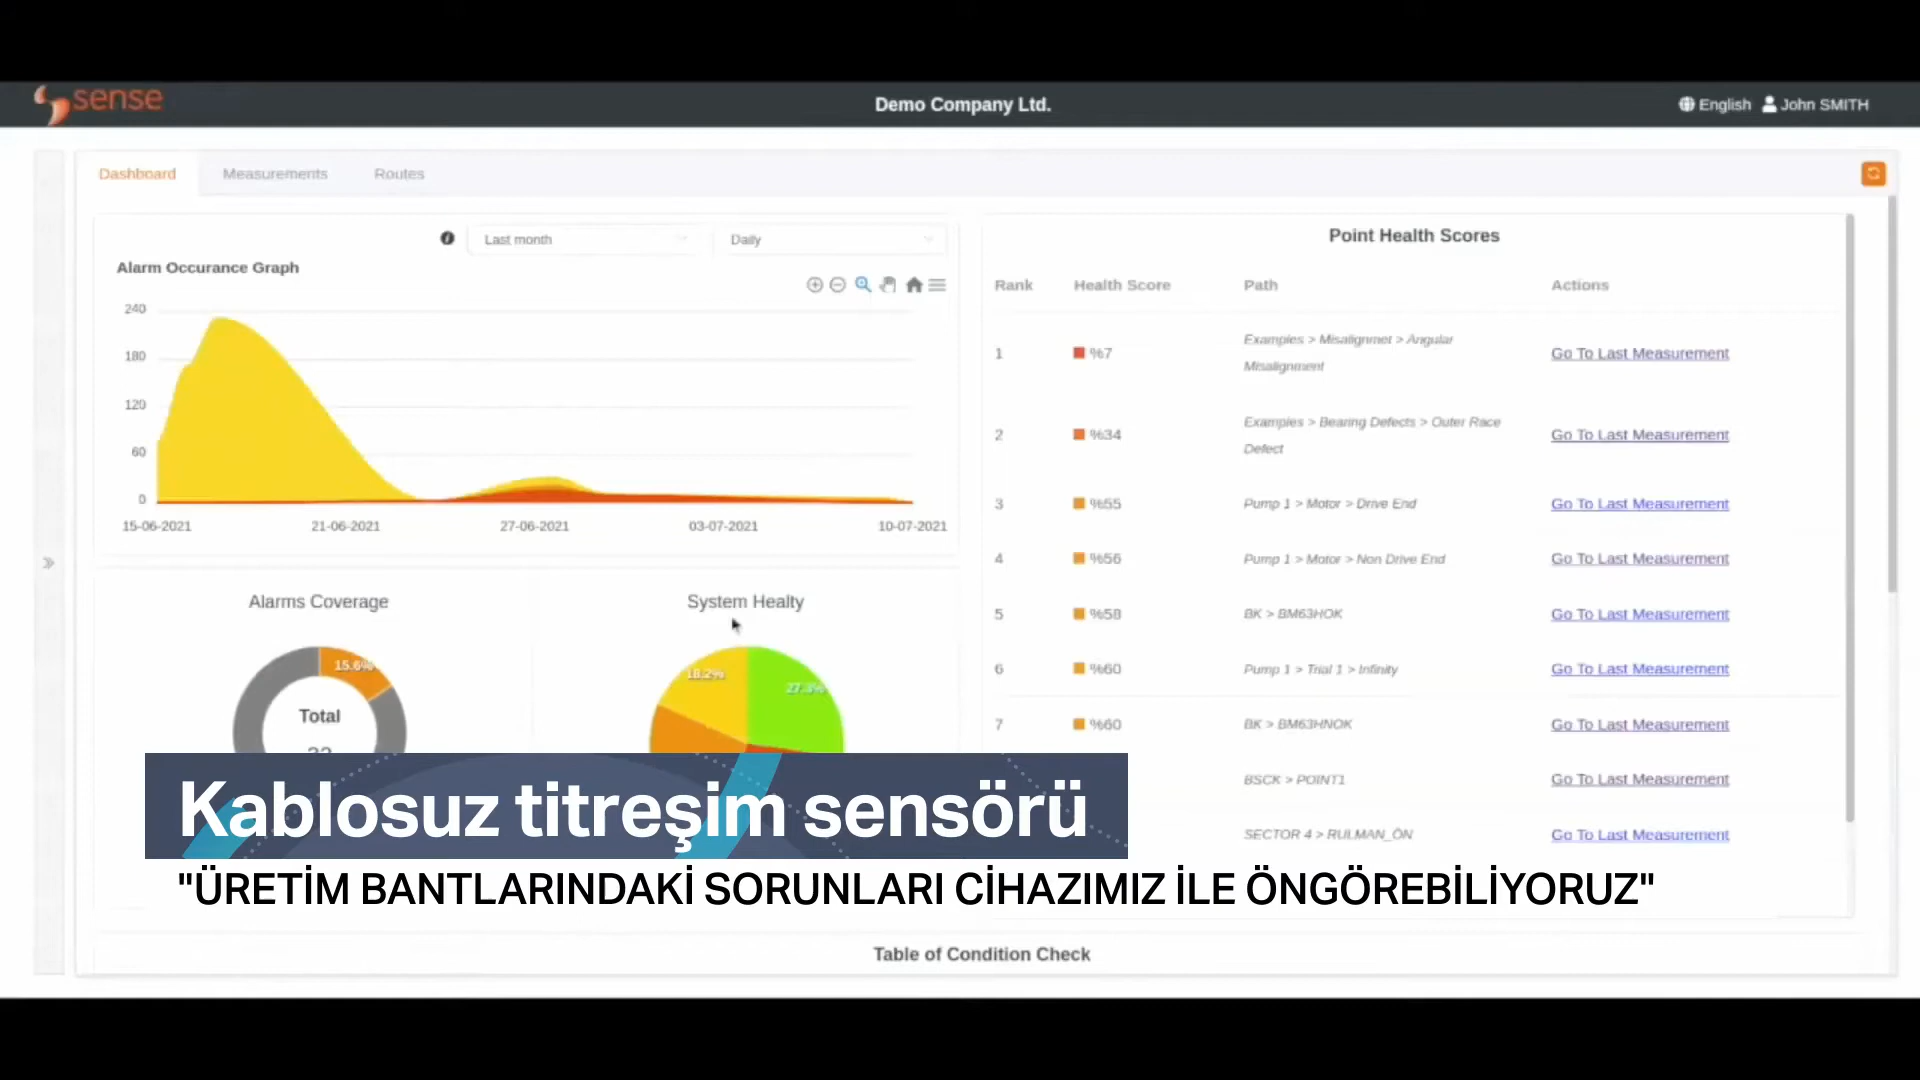 sense
Demo Company Ltd.
English John SMITH
Dashboard Measurements Routes
Last month Daily
Alarm Occurance Graph
240
180
120
60
0
15-06-2021 21-06-2021 27-06-2021 03-07-2021 10-07-2021
Alarms Coverage
15.6%
Total
System Healty
18.2% 27.3%
Point Health Scores
Rank Health Score Path Actions
1 %7 Examples > Misalignmet > Angular
Misalignment Go To Last Measurement
2 %34 Examples > Bearing Defects > Outer Race
Defect Go To Last Measurement
3 %55 Pump 1 > Motor > Drive End Go To Last Measurement
4 %56 Pump 1 > Motor > Non Drive End Go To Last Measurement
5 %58 BK > BM63HOK Go To Last Measurement
6 %60 Pump 1 > Trial 1 > Infinity Go To Last Measurement
7 %60 BK > BM63HNOK Go To Last Measurement
BSCK > POINT1 Go To Last Measurement
SECTOR 4 > RULMAN_ÖN Go To Last Measurement
Kablosuz titreşim sensörü
"ÜRETİM BANTLARINDAKİ SORUNLARI CİHAZIMIZ İLE ÖNGÖREBİLİYORUZ"
Table of Condition Check